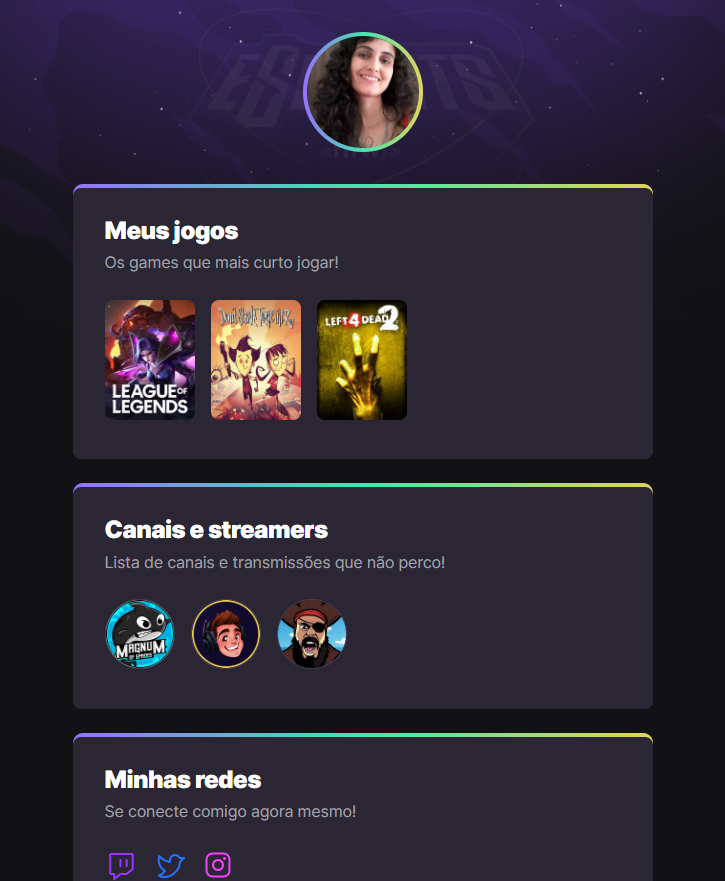 ESPORTS
Meus jogos
Os games que mais curto jogar!
LEAGUE OF
LEGENDS
Don't Starve Together
LEFT 4 DEAD 2
Canais e streamers
Lista de canais e transmissões que não perco!
MAGNUM
Minhas redes
Se conecte comigo agora mesmo!